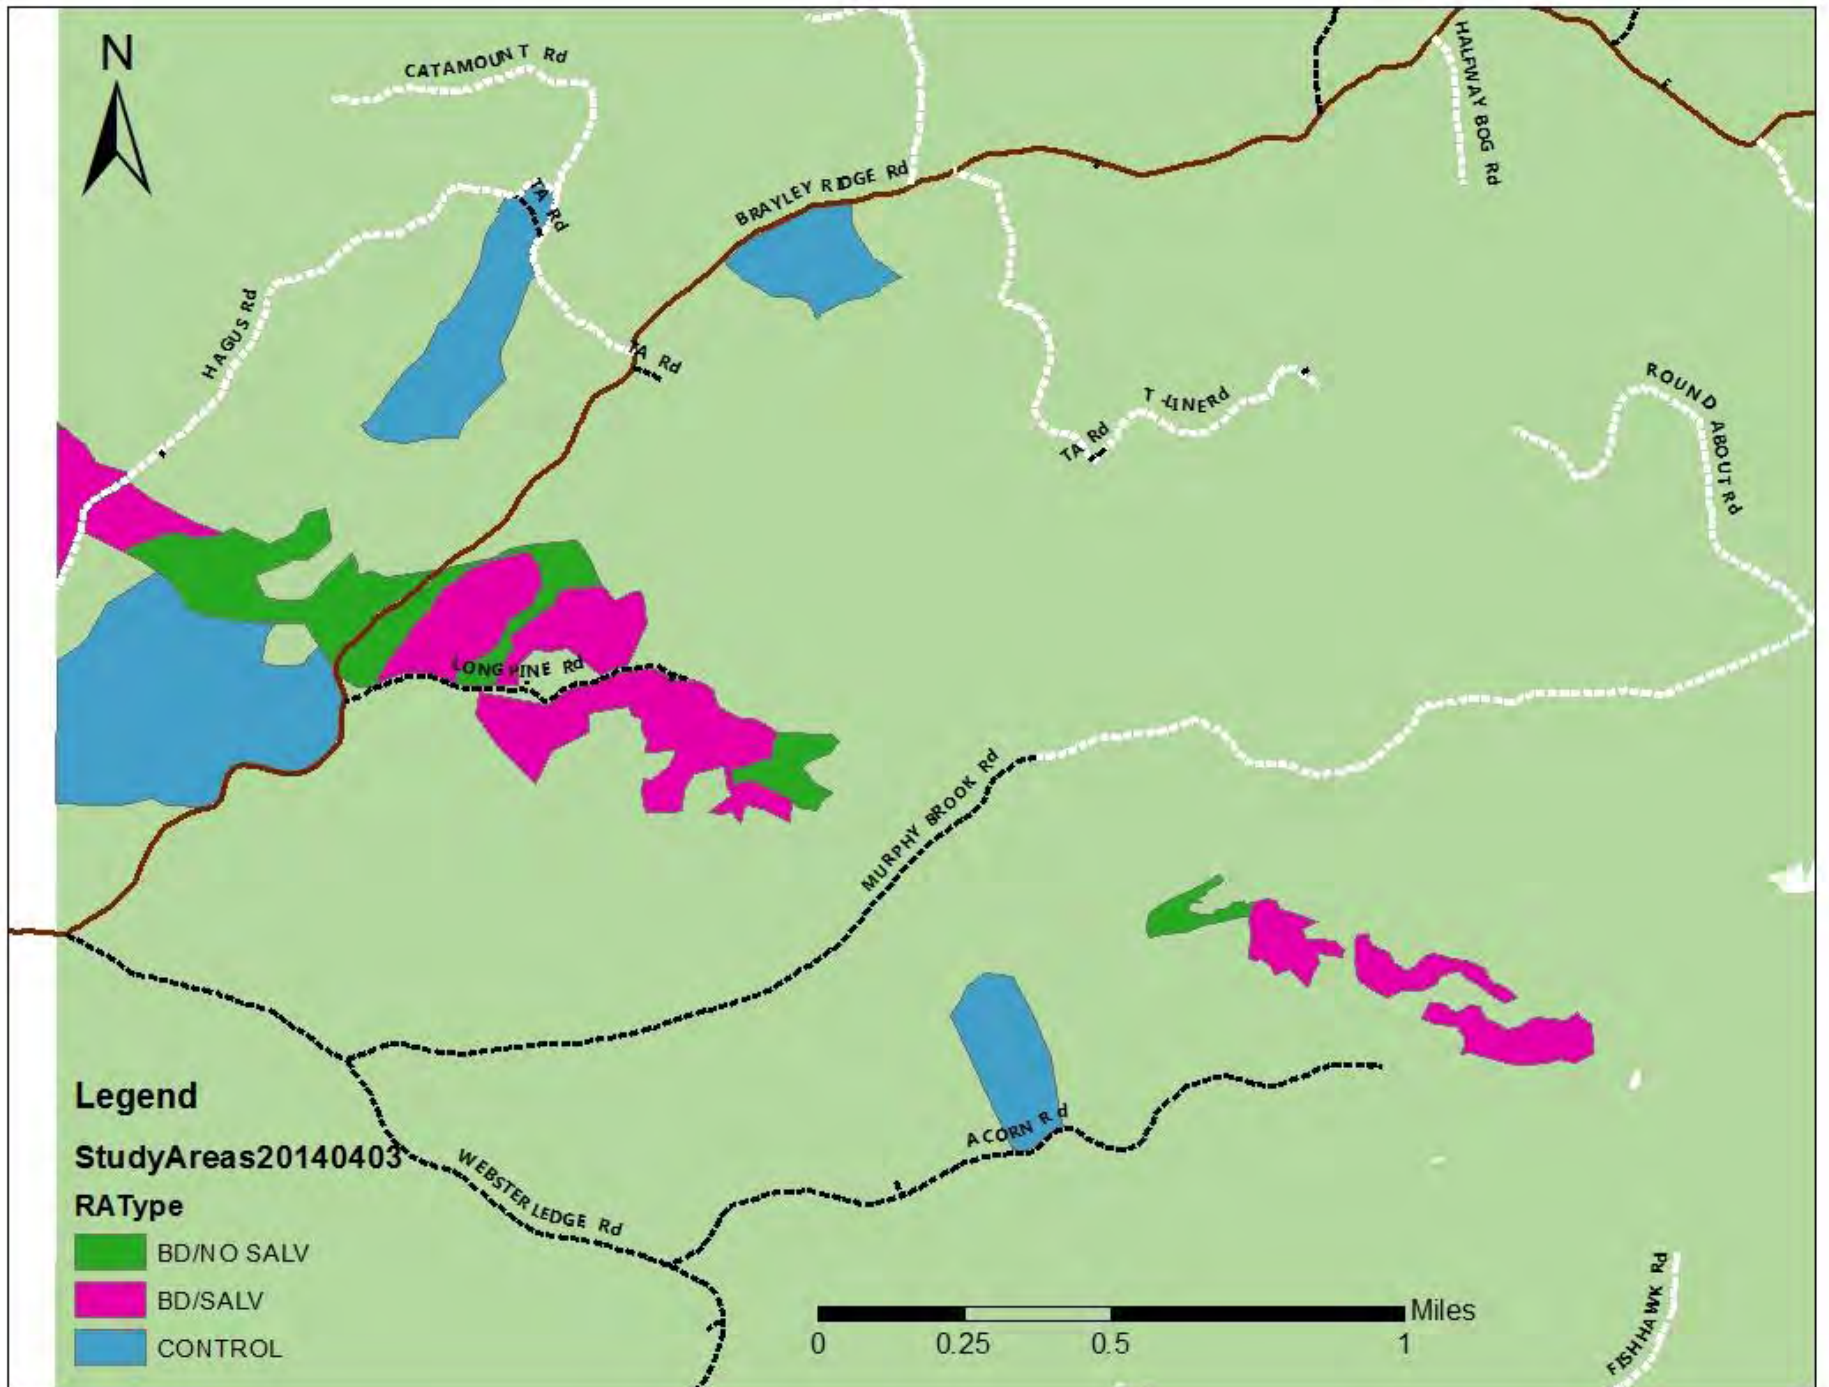 N
CATAMOUNT Rd
HALFWAY BOG Rd
TA Rd
BRAYLEY RIDGE Rd
HAGUS Rd
TA Rd
T-LINE Rd
TA Rd
ROUND ABOUT Rd
LONG PINE Rd
MURPHY BROOK Rd
ACORN Rd
WEBSTER LEDGE Rd
FISHHAWK Rd
Legend
StudyAreas20140403
RAType
BD/NO SALV
BD/SALV
CONTROL
Miles
0 0.25 0.5 1